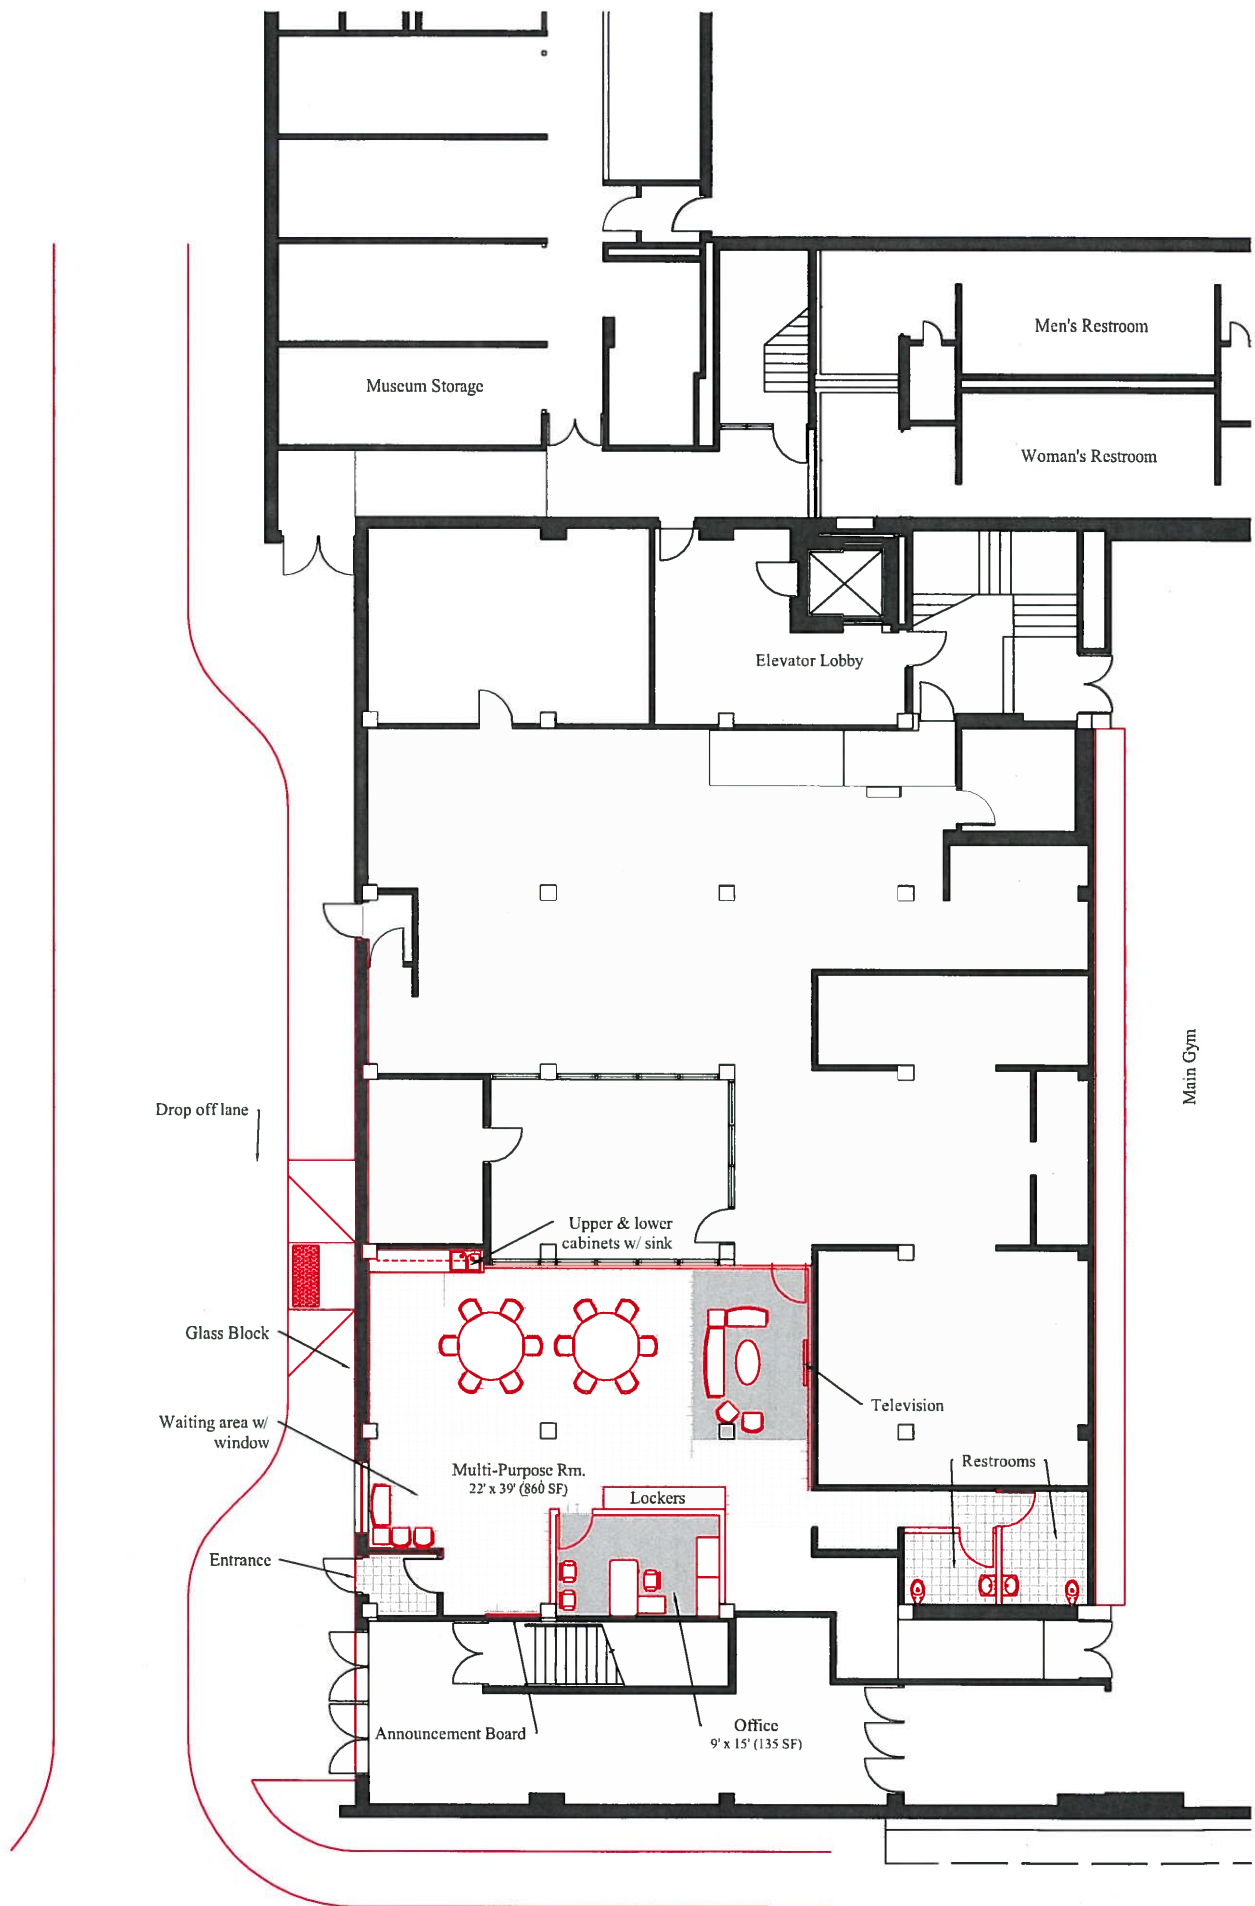 Men's Restroom
Museum Storage
Woman's Restroom
Elevator Lobby
Main Gym
Drop off lane
Upper & lower
cabinets w/ sink
Glass Block
Television
Waiting area w/
window
Multi-Purpose Rm.
22' x 39' (860 SF)
Restrooms
Lockers
Entrance
Announcement Board
Office
9' x 15' (135 SF)